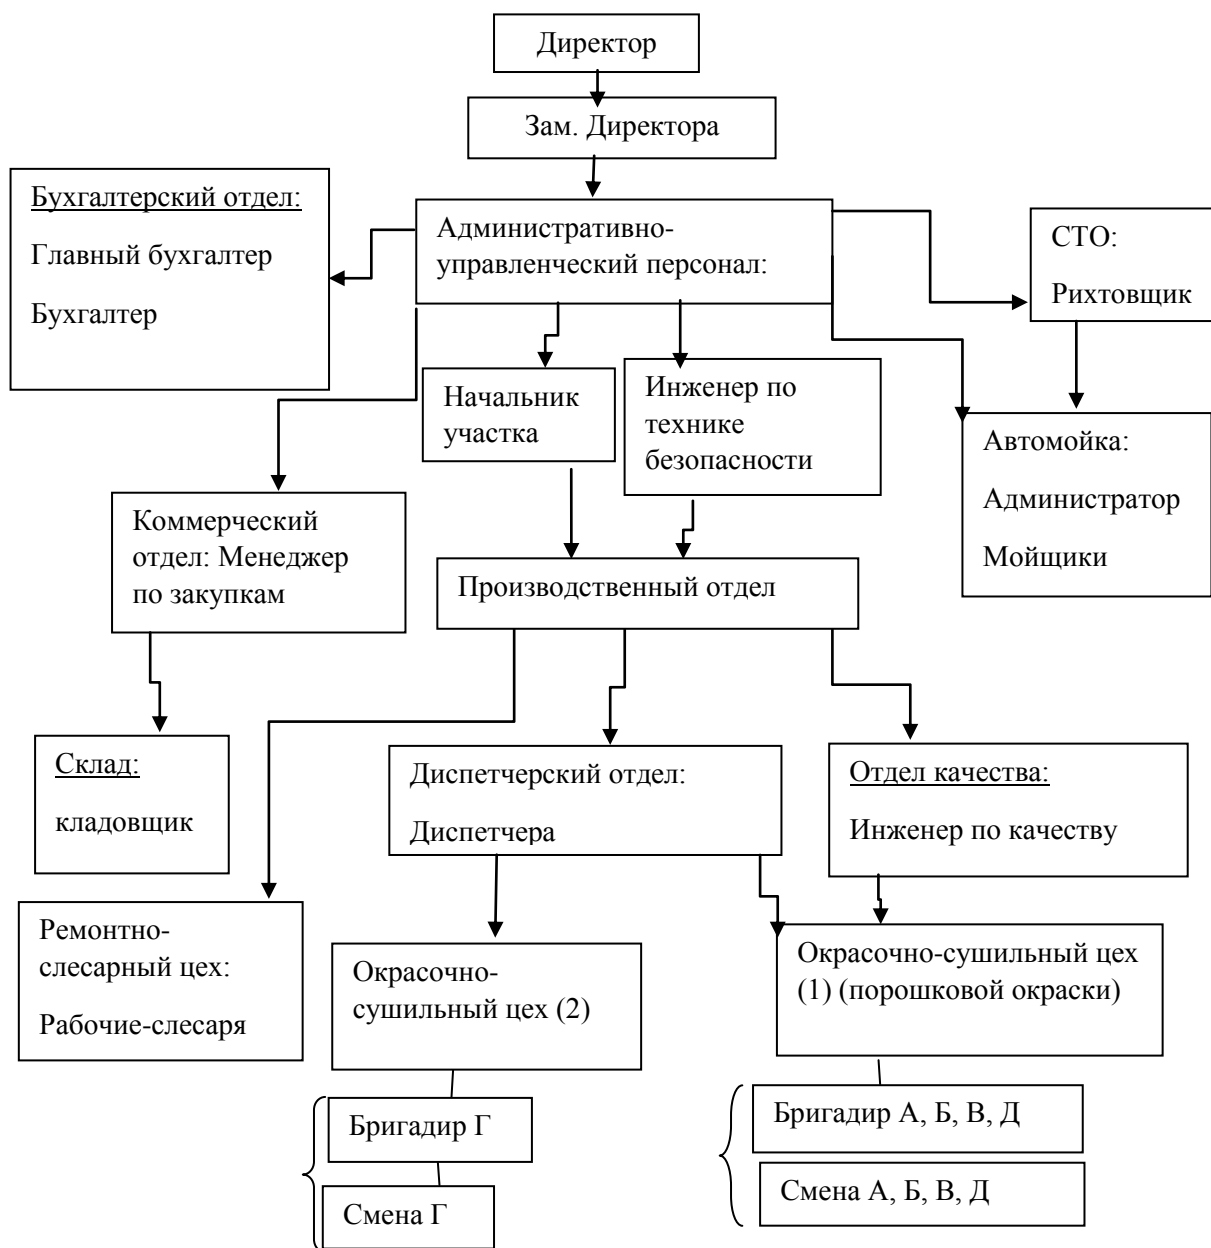 Директор
Зам. Директора
Бухгалтерский отдел:
Главный бухгалтер
Бухгалтер
Административно-
управленческий персонал:
СТО:
Рихтовщик
Начальник
участка
Инженер по
технике
безопасности
Автомойка:
Администратор
Мойщики
Коммерческий
отдел: Менеджер
по закупкам
Производственный отдел
Склад:
кладовщик
Диспетчерский отдел:
Диспетчера
Отдел качества:
Инженер по качеству
Ремонтно-
слесарный цех:
Рабочие-слесаря
Окрасочно-
сушильный цех (2)
Окрасочно-сушильный цех
(1) (порошковой окраски)
Бригадир Г
Смена Г
Бригадир А, Б, В, Д
Смена А, Б, В, Д